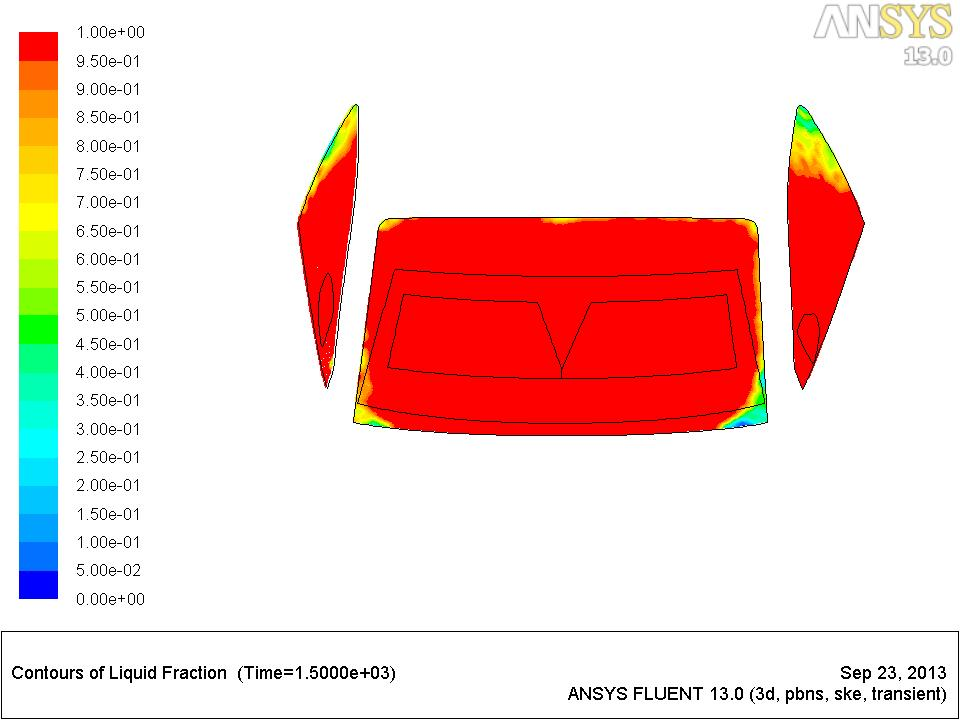 ANSYS
13.0
1.00e+00
9.50e-01
9.00e-01
8.50e-01
8.00e-01
7.50e-01
7.00e-01
6.50e-01
6.00e-01
5.50e-01
5.00e-01
4.50e-01
4.00e-01
3.50e-01
3.00e-01
2.50e-01
2.00e-01
1.50e-01
1.00e-01
5.00e-02
0.00e+00
Contours of Liquid Fraction (Time=1.5000e+03)
Sep 23, 2013
ANSYS FLUENT 13.0 (3d, pbns, ske, transient)